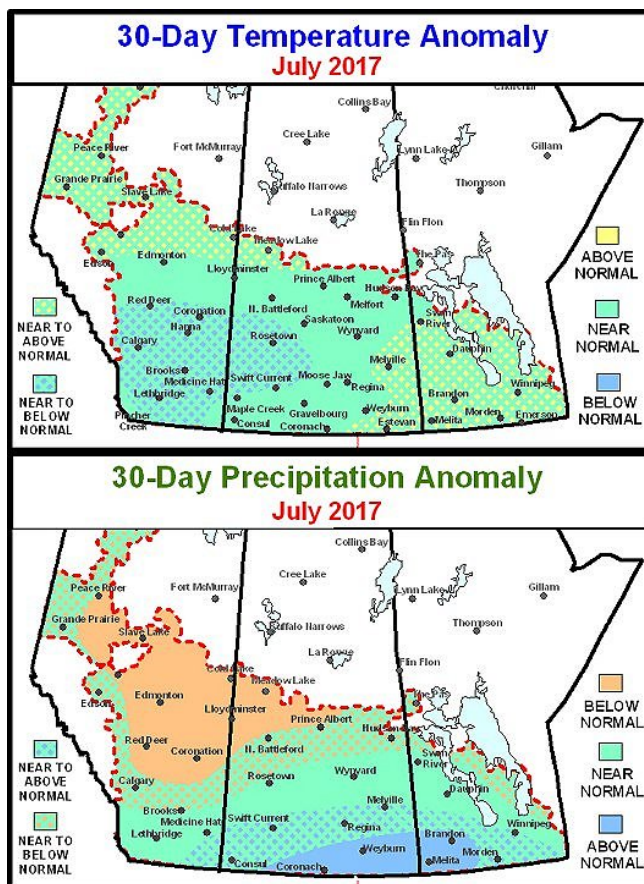 30-Day Temperature Anomaly
July 2017
Collins Bay
Peace River
Fort McMurray
Cree Lake
Lynn Lake
Gillam
Grande Prairie
Slave Lake
Buffalo Narrows
Thompson
La Ronge
Flin Flon
Cold Lake
Meadow Lake
The Pas
Edson
Edmonton
Lloydminster
ABOVE
NORMAL
Prince Albert
Hudson Bay
Red Deer
Coronation
N. Battleford
Melfort
NEAR TO
ABOVE
NORMAL
Hanna
Saskatoon
Swan
River
NEAR
NORMAL
Calgary
Rosetown
Wynyard
Dauphin
Brooks
Melville
NEAR TO
BELOW
NORMAL
Medicine Hat
Swift Current
Moose Jaw
Regina
Winnipeg
BELOW
NORMAL
Lethbridge
Brandon
Maple Creek
Gravelbourg
Weyburn
Morden
Pincher
Creek
Consul
Coronach
Estevan
Melita
Emerson
30-Day Precipitation Anomaly
July 2017
Collins Bay
Peace River
Fort McMurray
Cree Lake
Lynn Lake
Gillam
Grande Prairie
Slave Lake
Buffalo Narrows
Thompson
La Ronge
Flin Flon
Cold Lake
Meadow Lake
The Pas
Edson
Edmonton
Lloydminster
BELOW
NORMAL
Prince Albert
Hudson Bay
Red Deer
Coronation
N. Battleford
Swan
River
NEAR TO
ABOVE
NORMAL
Calgary
Rosetown
Wynyard
Dauphin
NEAR
NORMAL
Brooks
Melville
NEAR TO
BELOW
NORMAL
Lethbridge
Medicine Hat
Swift Current
Regina
Brandon
Winnipeg
ABOVE
NORMAL
Consul
Coronach
Weyburn
Melita
Morden